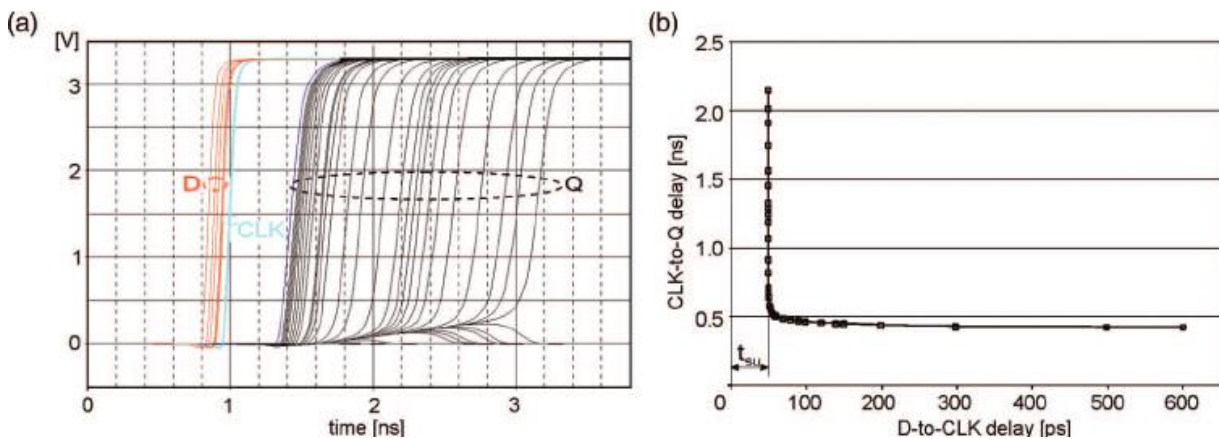 (a)
[V]
3
2
1
0
D
CLK
Q
0
1
2
3
time [ns]
(b)
2.5
2.0
1.5
1.0
0.5
CLK-to-Q delay [ns]
tsu
0
100
200
300
400
500
600
D-to-CLK delay [ps]